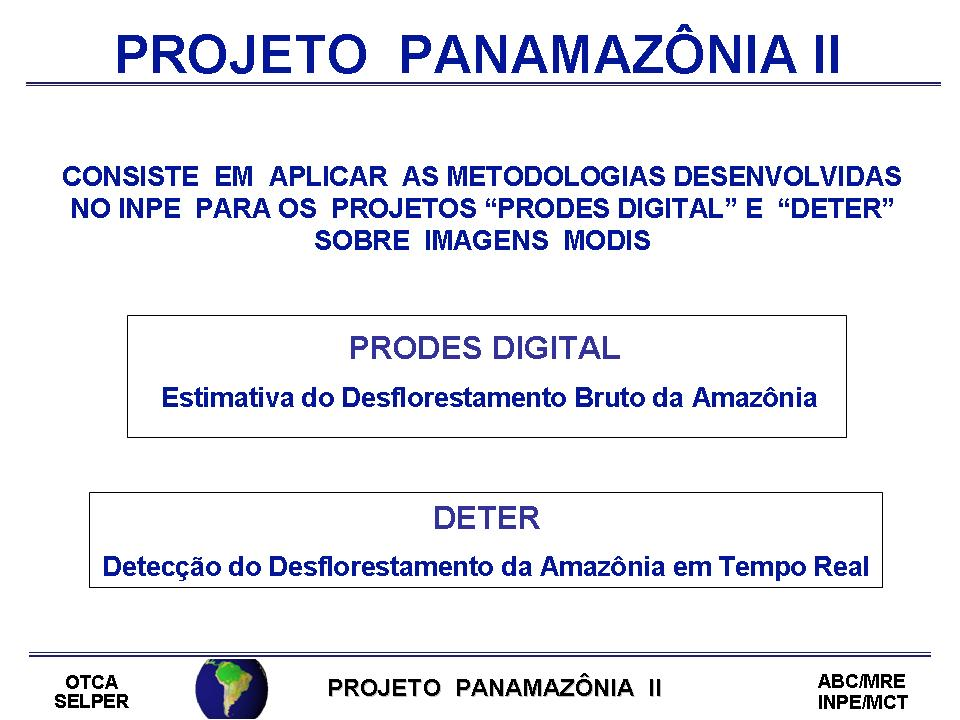 PROJETO PANAMAZÔNIA II
CONSISTE EM APLICAR AS METODOLOGIAS DESENVOLVIDAS
NO INPE PARA OS PROJETOS “PRODES DIGITAL” E “DETER”
SOBRE IMAGENS MODIS
PRODES DIGITAL
Estimativa do Desflorestamento Bruto da Amazônia
DETER
Detecção do Desflorestamento da Amazônia em Tempo Real
OTCA
SELPER
PROJETO PANAMAZÔNIA II
ABC/MRE
INPE/MCT